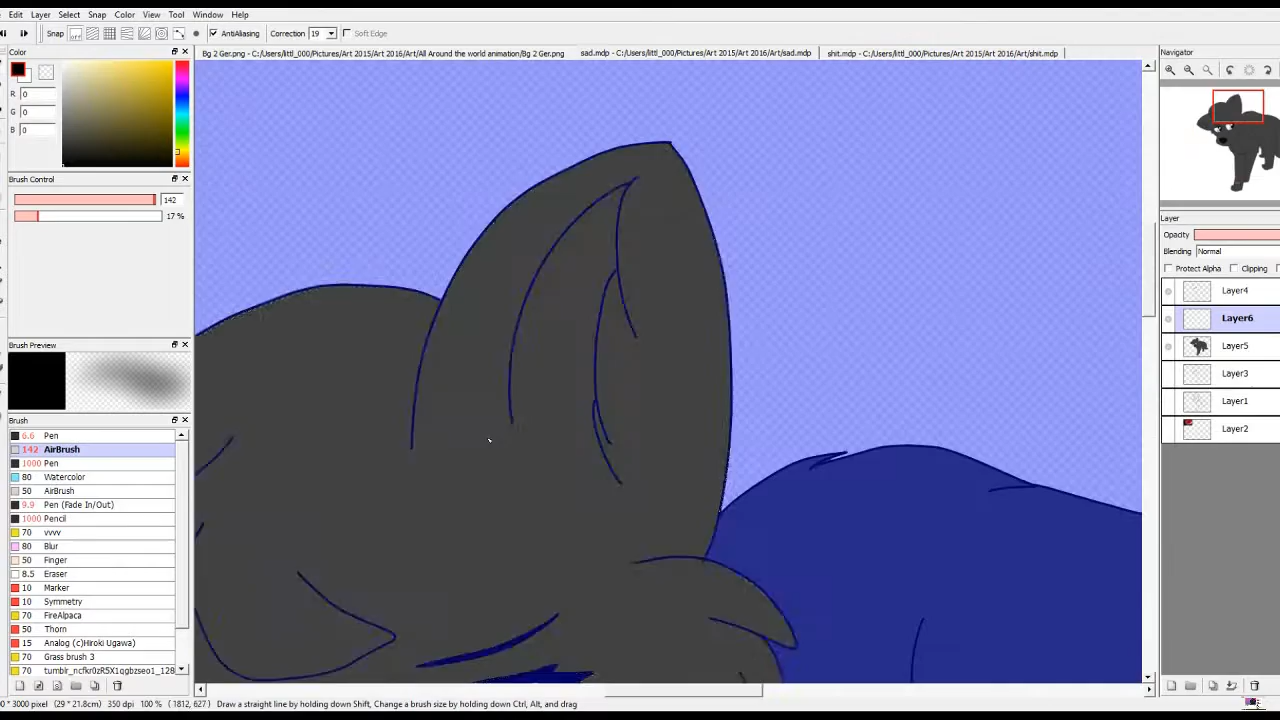 Edit Layer Select Snap Color View Tool Window Help
Snap AntiAliasing Correction 19 Soft Edge
Color
Bg 2 Ger.png - C:/Users/littl_000/Pictures/Art 2015/Art 2016/Art/All Around the world animation/Bg 2 Ger.png
sad.mdp - C:/Users/littl_000/Pictures/Art 2015/Art 2016/Art/sad.mdp
shit.mdp - C:/Users/littl_000/Pictures/Art 2015/Art 2016/Art/shit.mdp
Navigator
R 0
G 0
B 0
Brush Control
142
17 %
Brush Preview
Brush
6.6 Pen
142 AirBrush
1000 Pen
80 Watercolor
50 AirBrush
9.9 Pen (Fade In/Out)
1000 Pencil
70 vvvv
80 Blur
50 Finger
8.5 Eraser
10 Marker
10 Symmetry
70 FireAlpaca
50 Thorn
15 Analog (c)Hiroki Ugawa)
70 Grass brush 3
Layer
Opacity
Blending Normal
Protect Alpha Clipping
Layer4
Layer6
Layer5
Layer3
Layer1
Layer2
* 3000 pixel (29 * 21.8cm) 350 dpi 100 % ( 1812, 627 ) Draw a straight line by holding down Shift, Change a brush size by holding down Ctrl, Alt, and drag